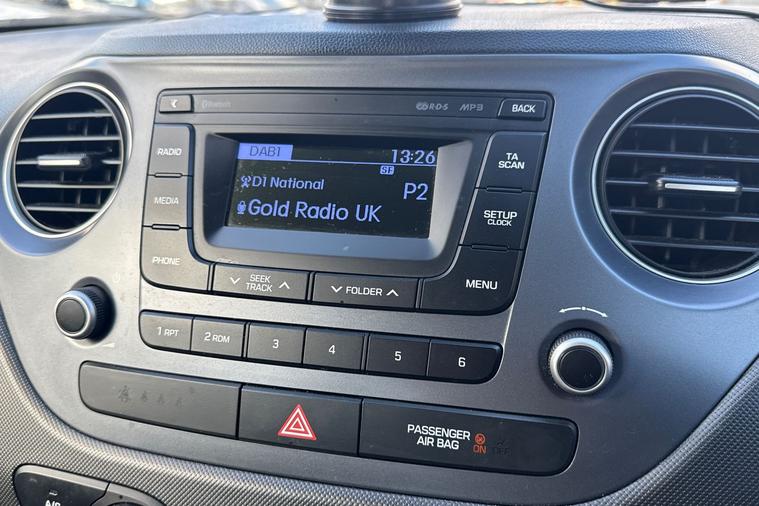 Bluetooth
R·D·S
MP3
BACK
RADIO
MEDIA
PHONE
DAB1
13:26
SF
D1 National
P2
Gold Radio UK
TA
SCAN
SETUP
CLOCK
MENU
SEEK
TRACK
FOLDER
1 RPT
2 RDM
3
4
5
6
PASSENGER
AIR BAG
ON
OFF